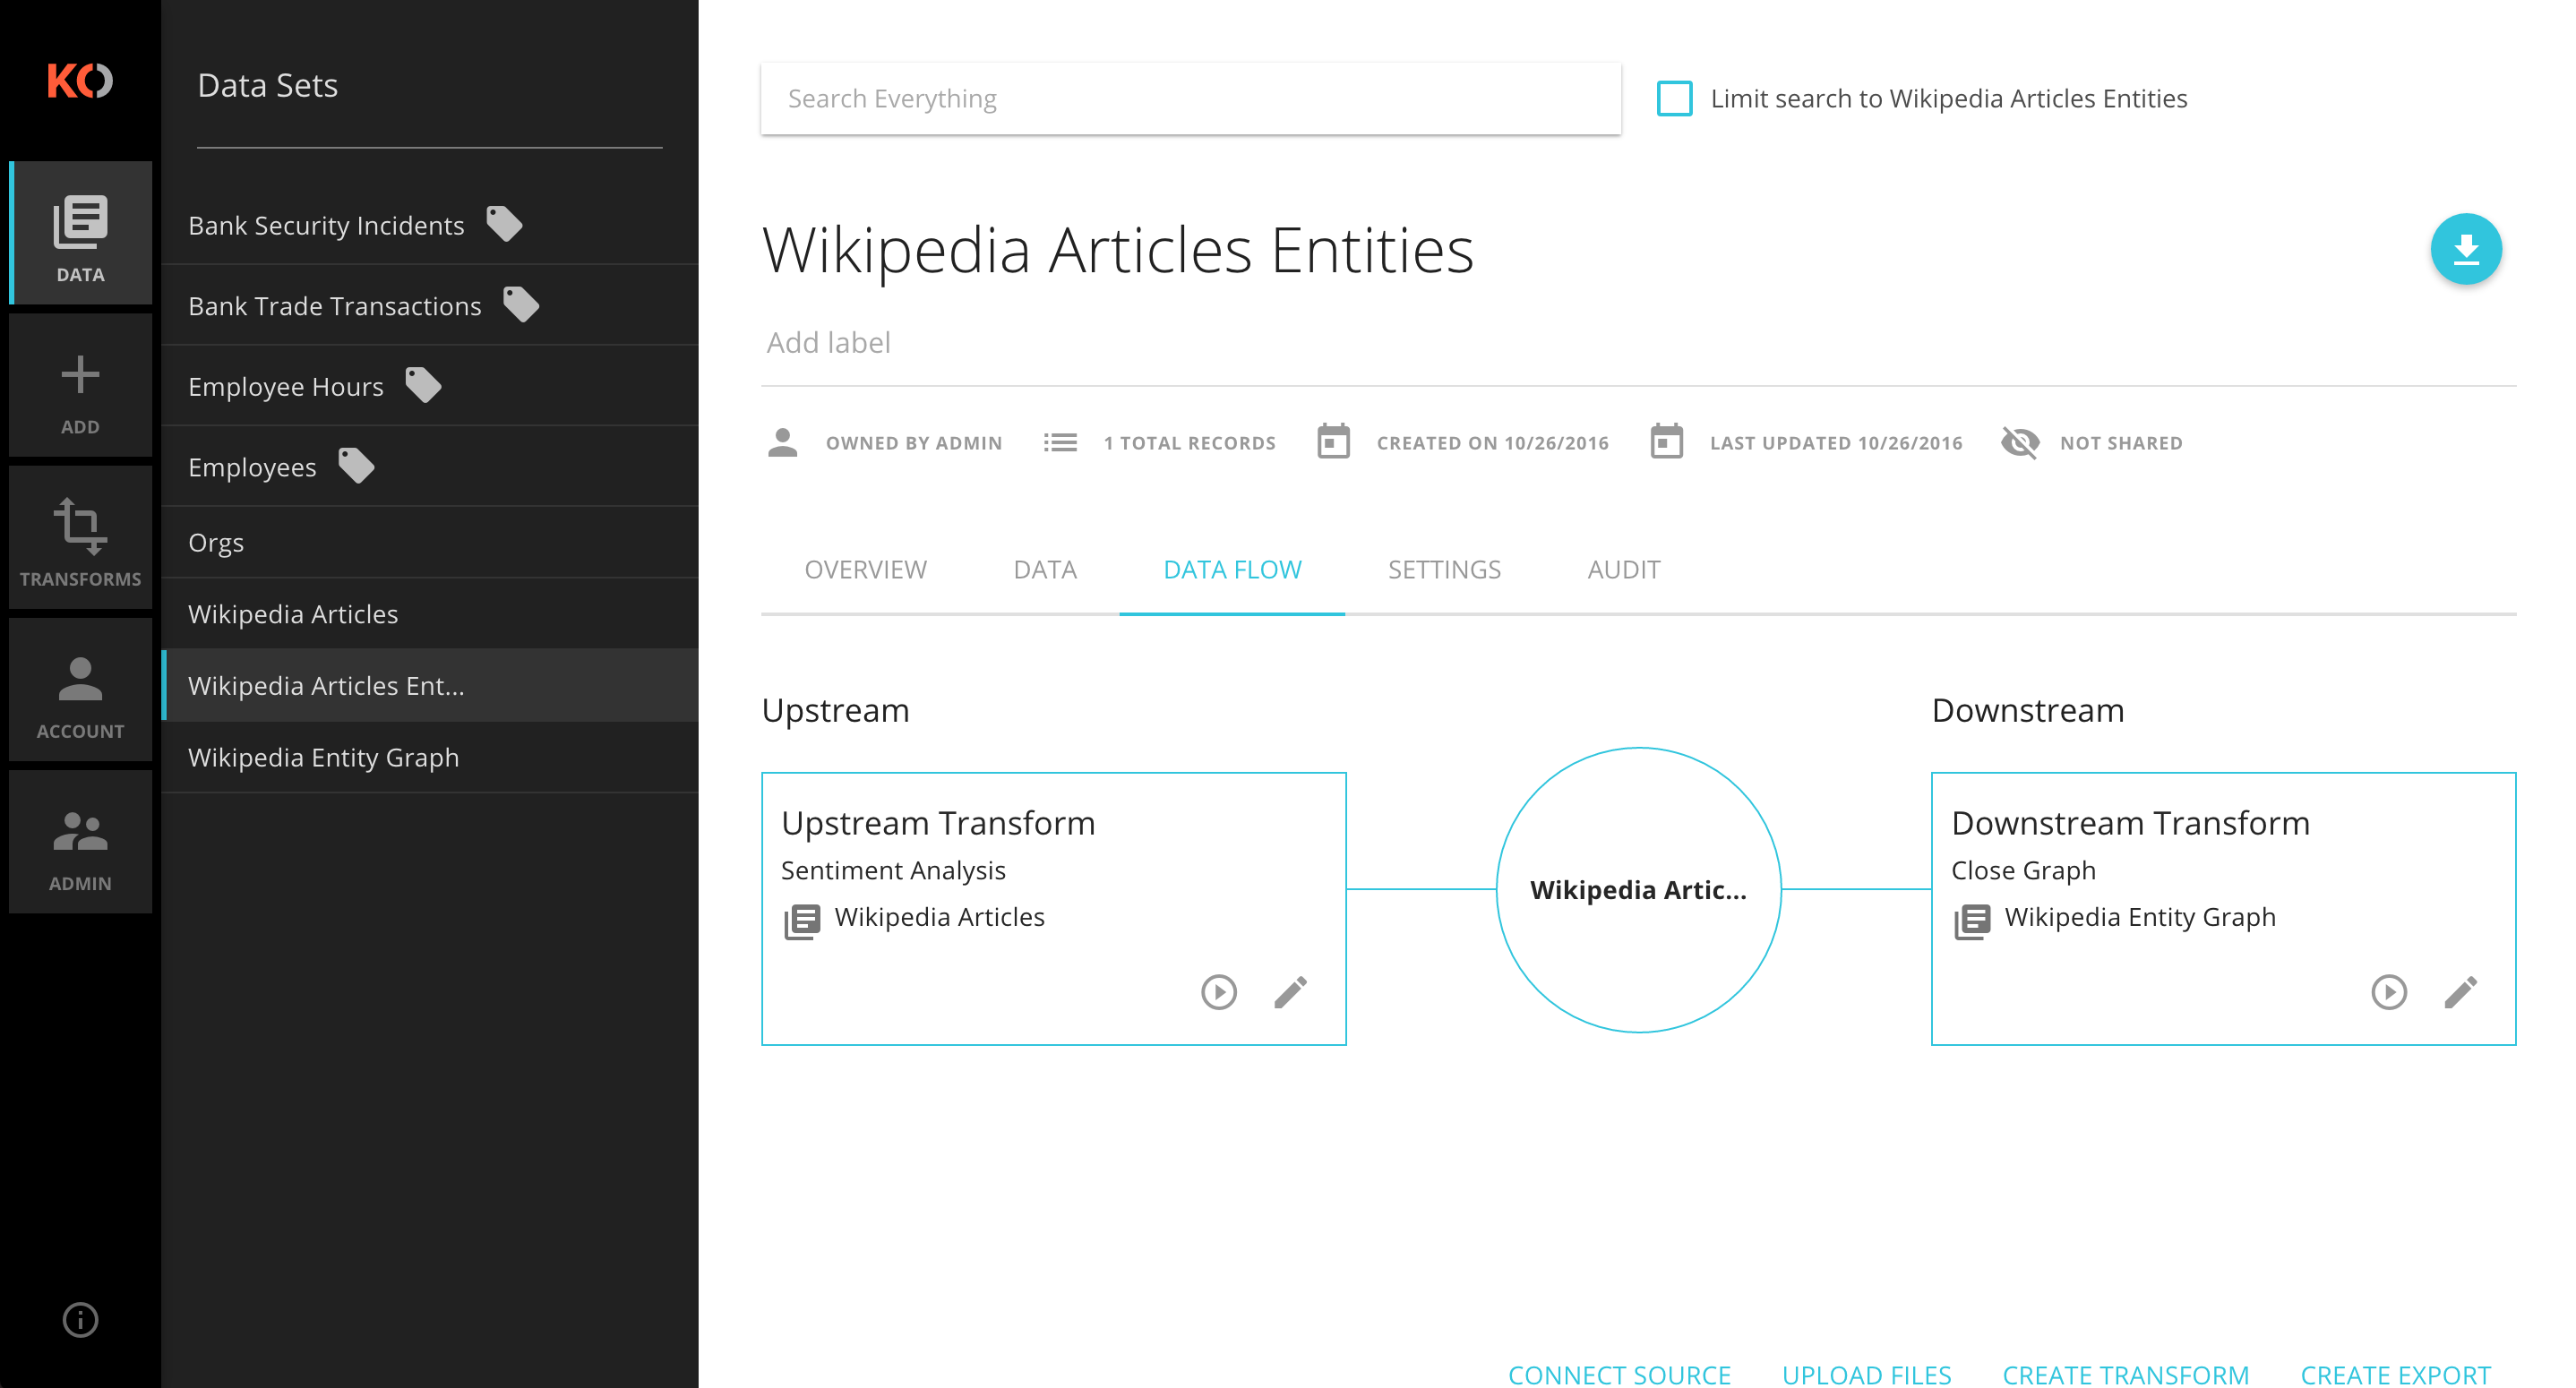 KO
DATA
ADD
TRANSFORMS
ACCOUNT
ADMIN
Data Sets
Bank Security Incidents
Bank Trade Transactions
Employee Hours
Employees
Orgs
Wikipedia Articles
Wikipedia Articles Ent...
Wikipedia Entity Graph
Search Everything
Limit search to Wikipedia Articles Entities
Wikipedia Articles Entities
Add label
OWNED BY ADMIN 1 TOTAL RECORDS CREATED ON 10/26/2016 LAST UPDATED 10/26/2016 NOT SHARED
OVERVIEW DATA DATA FLOW SETTINGS AUDIT
Upstream
Upstream Transform
Sentiment Analysis
Wikipedia Articles
Wikipedia Artic...
Downstream
Downstream Transform
Close Graph
Wikipedia Entity Graph
CONNECT SOURCE UPLOAD FILES CREATE TRANSFORM CREATE EXPORT